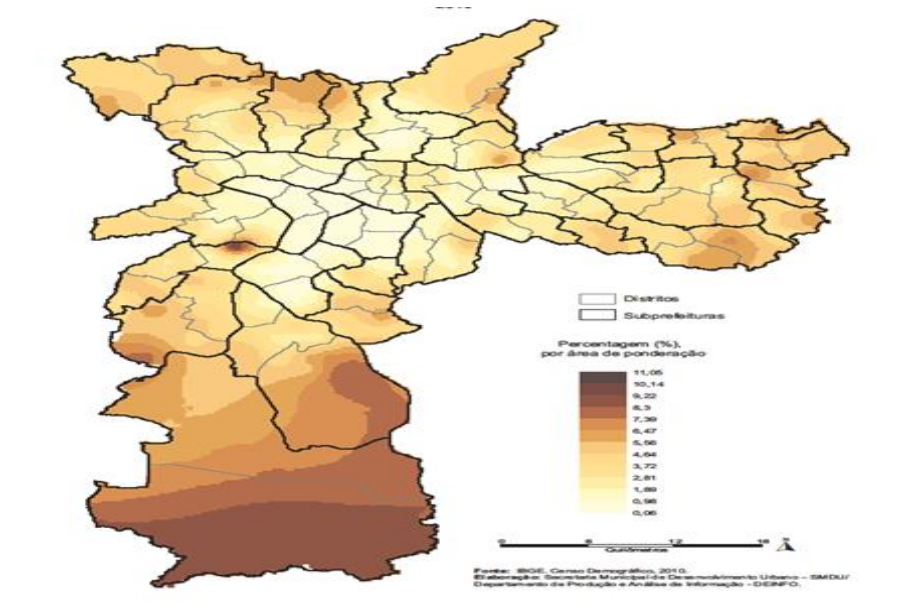 Distritos
Subprefeituras
Percentagem (%),
por área de ponderação
11,05
10,14
9,22
8,3
7,39
6,47
5,56
4,64
3,72
2,81
1,89
0,98
0,06
0 6 12 18
Quilômetros
Fonte: IBGE. Censo Demográfico, 2010.
Elaboração: Secretaria Municipal de Desenvolvimento Urbano – SMDU/
Departamento de Produção e Análise de Informação - DEINFO.